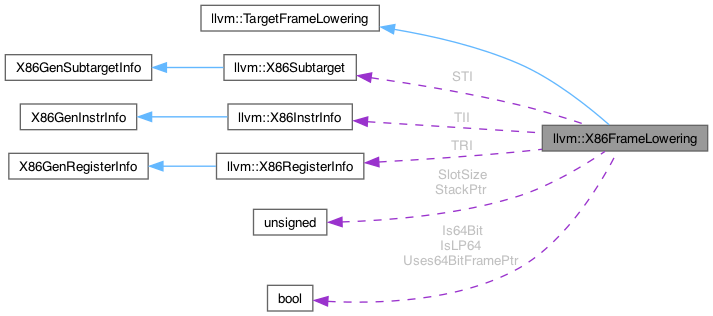 llvm::TargetFrameLowering
X86GenSubtargetInfo
llvm::X86Subtarget
STI
X86GenInstrInfo
llvm::X86InstrInfo
TII
llvm::X86FrameLowering
TRI
X86GenRegisterInfo
llvm::X86RegisterInfo
SlotSize
StackPtr
unsigned
Is64Bit
IsLP64
Uses64BitFramePtr
bool